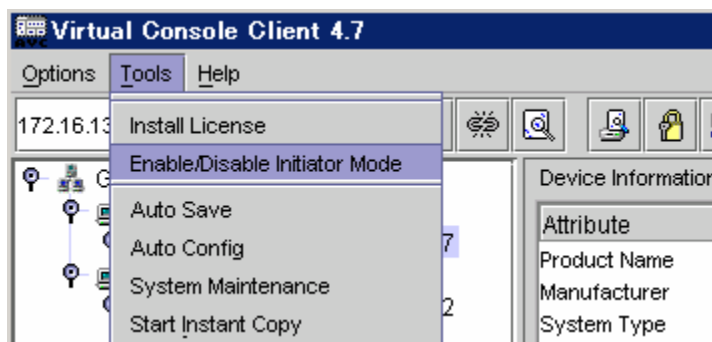 Virtual Console Client 4.7
Options Tools Help
172.16.13
Install License
Enable/Disable Initiator Mode
G
Device Information
Auto Save
Attribute
7
Auto Config
Product Name
System Maintenance
Manufacturer
2
Start Instant Copy
System Type